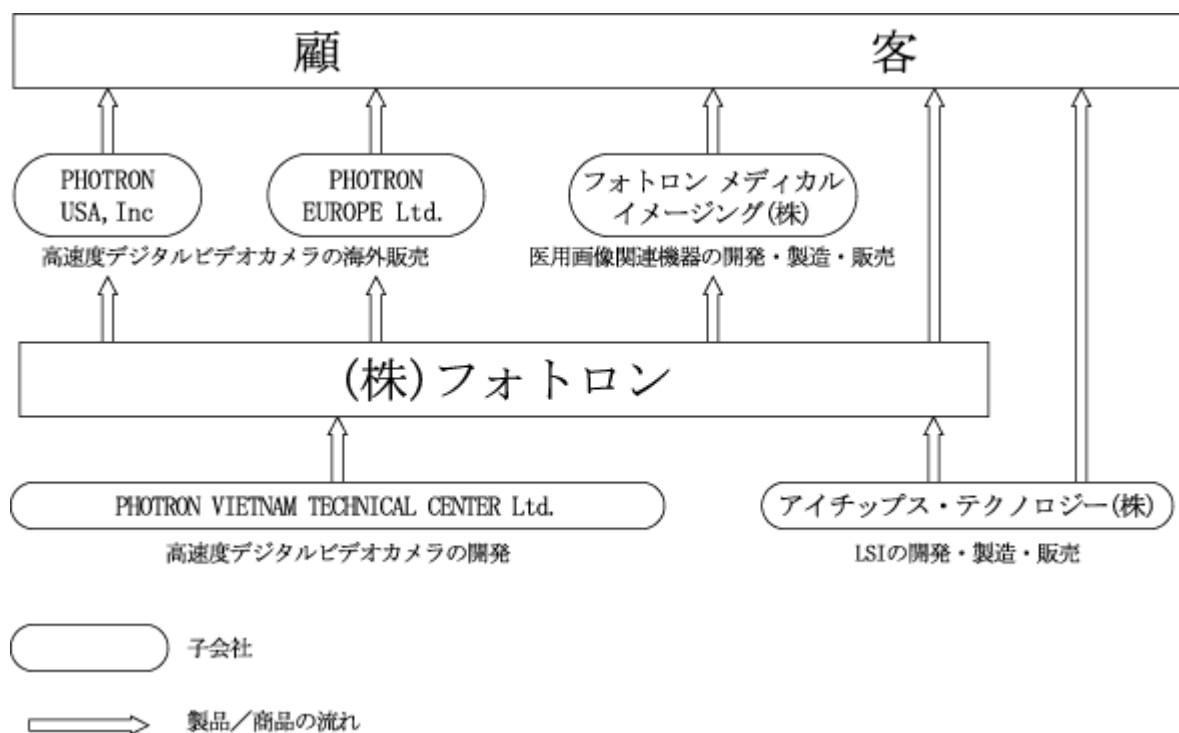 顧客
PHOTRON
USA,Inc
PHOTRON
EUROPE Ltd.
フォトロン メディカル
イメージング(株)
高速度デジタルビデオカメラの海外販売
医用画像関連機器の開発・製造・販売
(株)フォトロン
PHOTRON VIETNAM TECHNICAL CENTER Ltd.
アイチップス・テクノロジー(株)
高速度デジタルビデオカメラの開発
LSIの開発・製造・販売
子会社
製品／商品の流れ